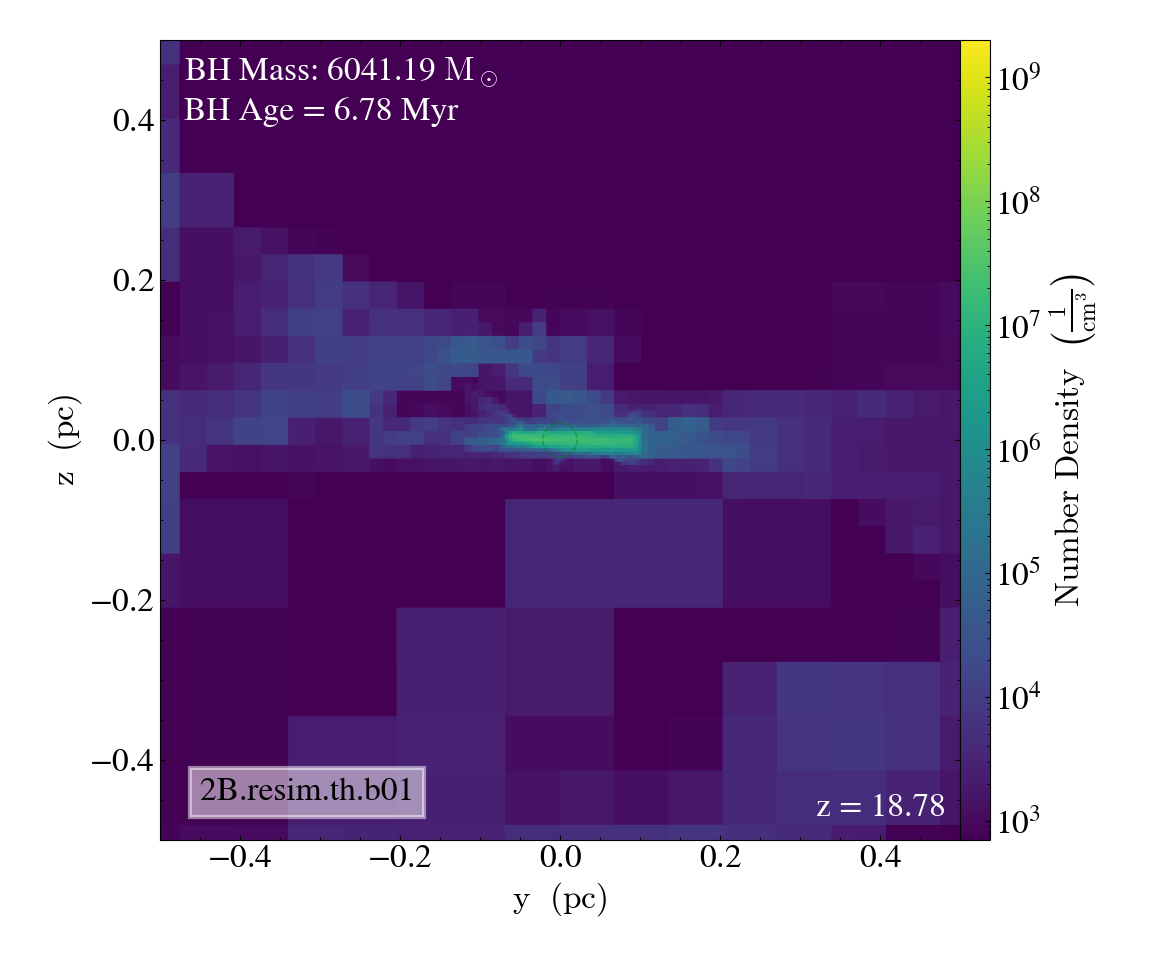 BH Mass: 6041.19 M⊙
BH Age = 6.78 Myr
0.4
0.2
0.0
−0.2
−0.4
z (pc)
2B.resim.th.b01
z = 18.78
−0.4 −0.2 0.0 0.2 0.4
y (pc)
10⁹
10⁸
10⁷
10⁶
10⁵
10⁴
10³
Number Density (1/cm³)